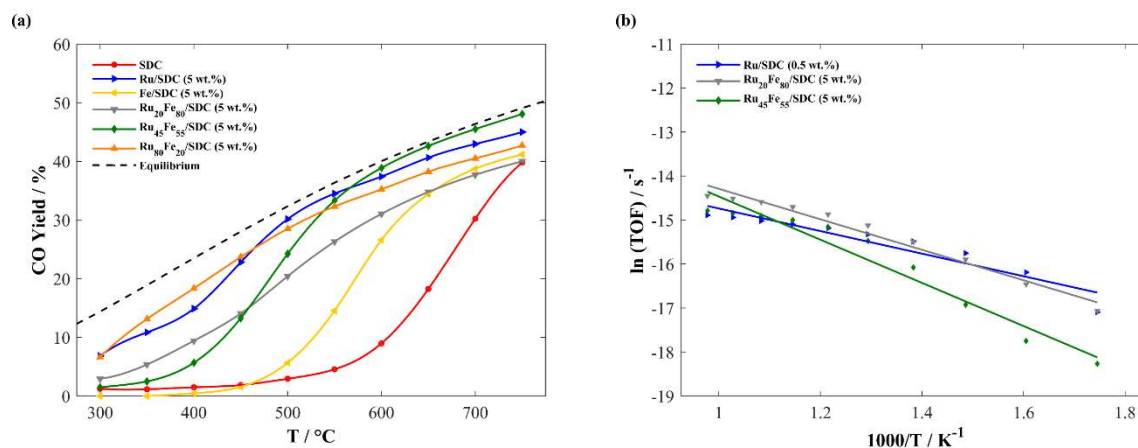 (a)
60
50
40
30
20
10
0
CO Yield / %
SDC
Ru/SDC (5 wt.%)
Fe/SDC (5 wt.%)
Ru20Fe80/SDC (5 wt.%)
Ru45Fe55/SDC (5 wt.%)
Ru80Fe20/SDC (5 wt.%)
Equilibrium
300 400 500 600 700
T / °C
(b)
-11
-12
-13
-14
-15
-16
-17
-18
-19
ln (TOF) / s-1
Ru/SDC (0.5 wt.%)
Ru20Fe80/SDC (5 wt.%)
Ru45Fe55/SDC (5 wt.%)
1 1.2 1.4 1.6 1.8
1000/T / K-1